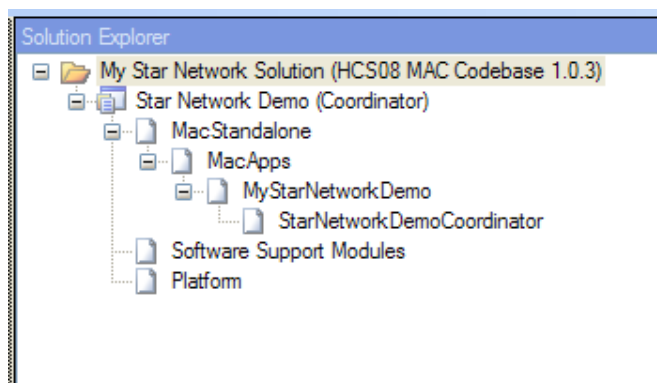 Solution Explorer
My Star Network Solution (HCS08 MAC Codebase 1.0.3)
Star Network Demo (Coordinator)
MacStandalone
MacApps
MyStarNetworkDemo
StarNetworkDemoCoordinator
Software Support Modules
Platform